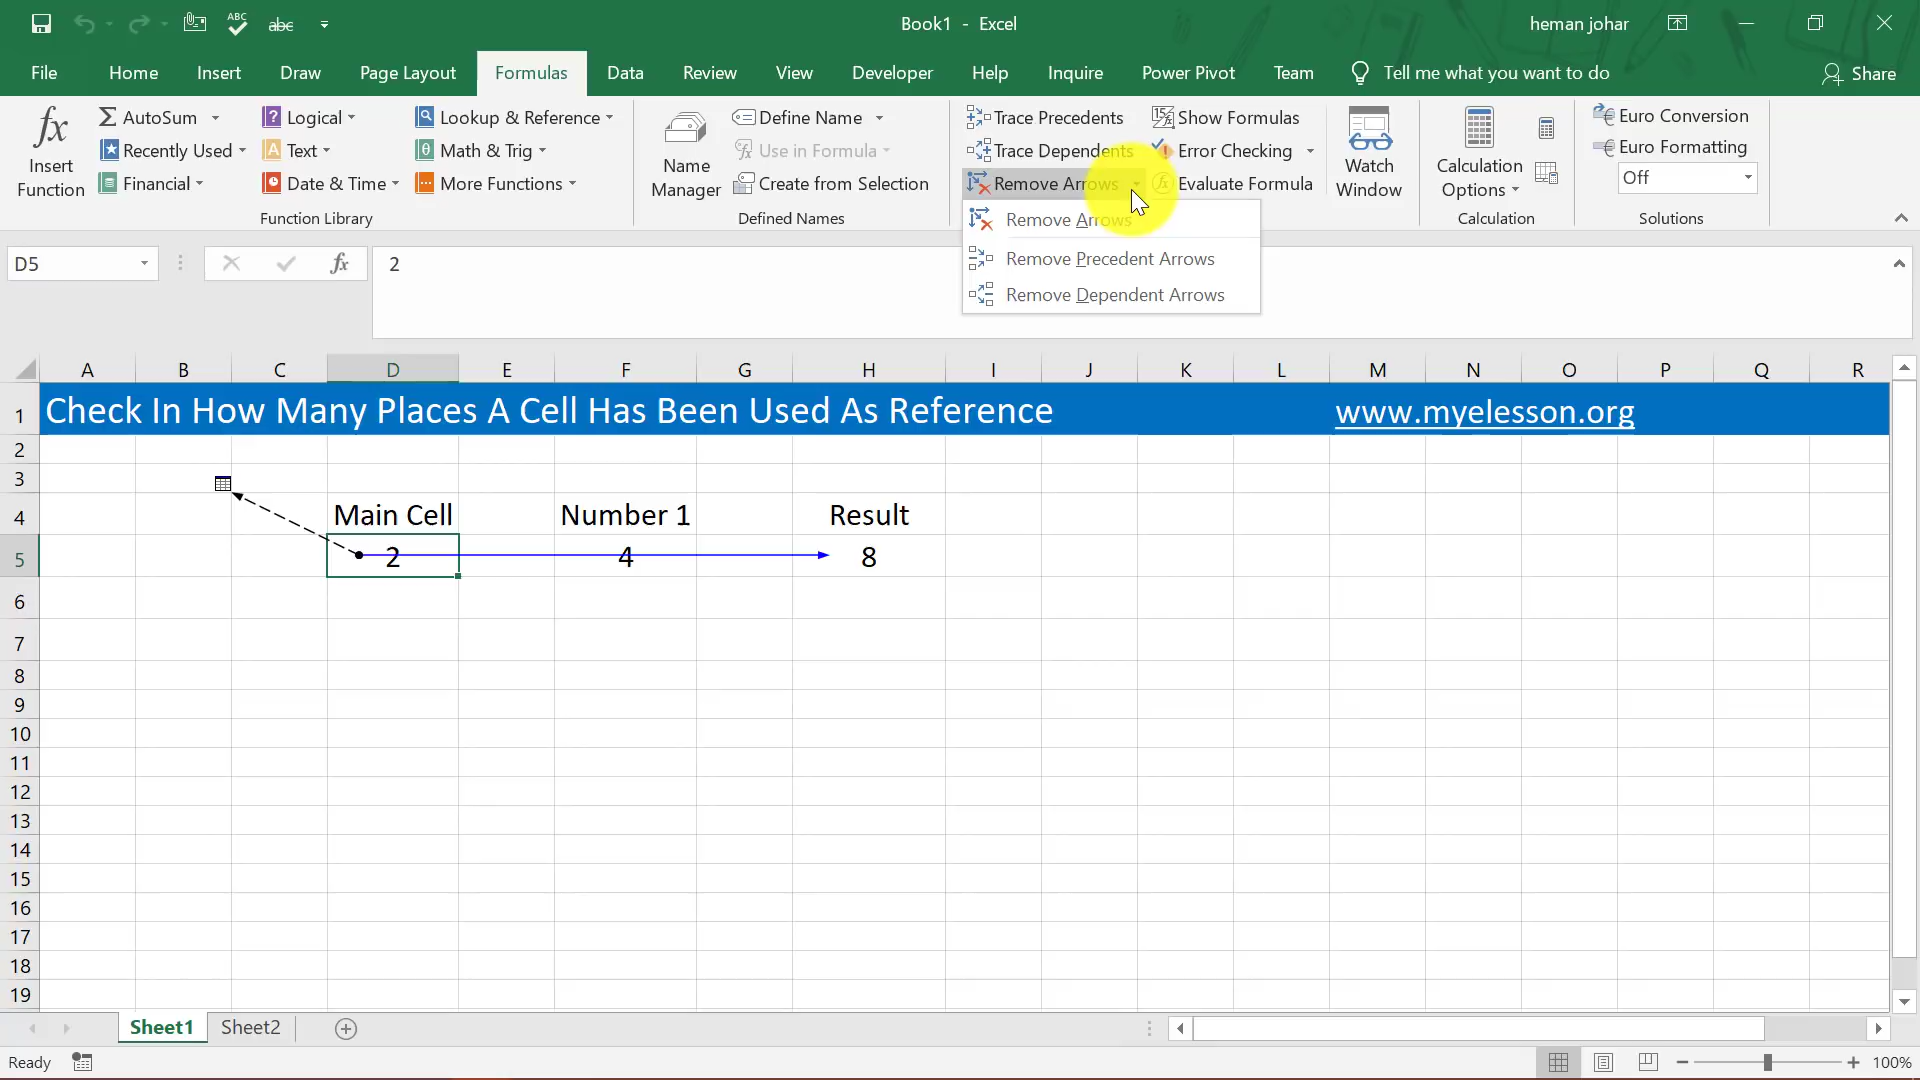 Book1 - Excel
heman johar
File Home Insert Draw Page Layout Formulas Data Review View Developer Help Inquire Power Pivot Team Tell me what you want to do Share
Insert Function
AutoSum
Recently Used
Financial
Logical
Text
Date & Time
Lookup & Reference
Math & Trig
More Functions
Function Library
Name Manager
Define Name
Use in Formula
Create from Selection
Defined Names
Trace Precedents
Trace Dependents
Remove Arrows
Show Formulas
Error Checking
Evaluate Formula
Watch Window
Calculation Options
Calculation
Euro Conversion
Euro Formatting
Off
Solutions
Remove Arrows
Remove Precedent Arrows
Remove Dependent Arrows
D5
fx
2
A B C D E F G H I J K L M N O P Q R
1 Check In How Many Places A Cell Has Been Used As Reference www.myelesson.org
2
3
4 Main Cell Number 1 Result
5 2 4 8
6
7
8
9
10
11
12
13
14
15
16
17
18
19
Sheet1 Sheet2
Ready
100%